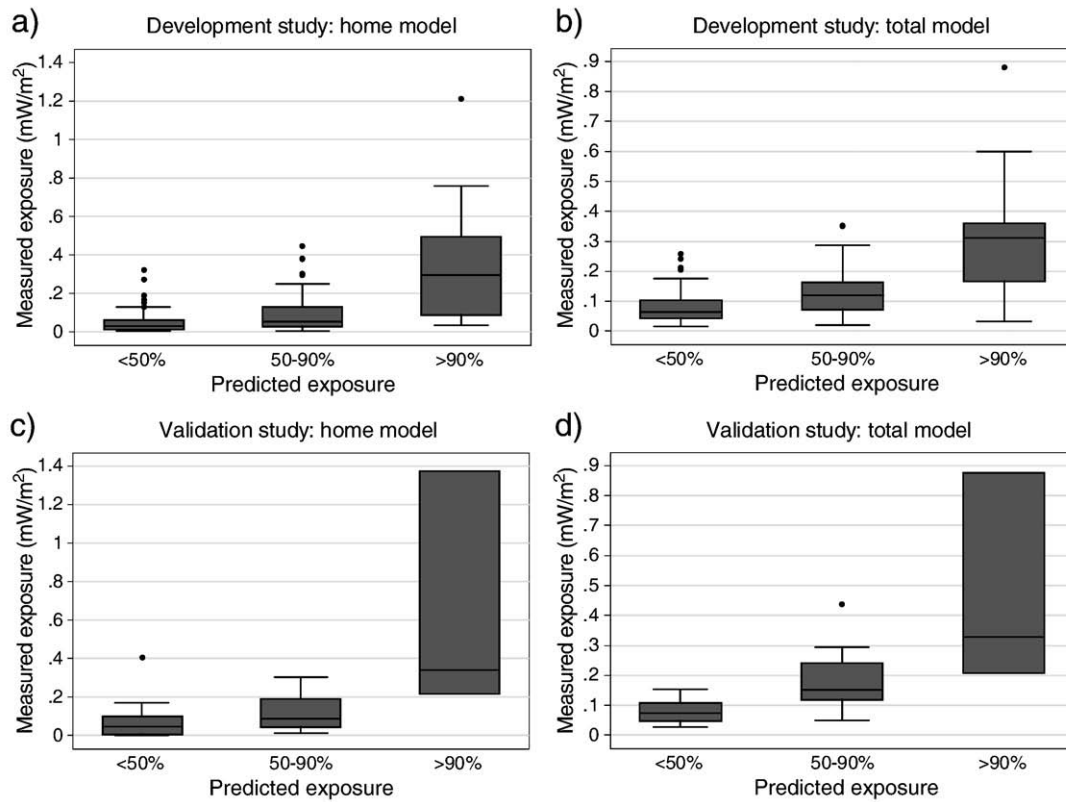 a) Development study: home model
Measured exposure (mW/m²)
1.4
1.2
1
.8
.6
.4
.2
0
<50% 50-90% >90%
Predicted exposure
b) Development study: total model
Measured exposure (mW/m²)
.9
.8
.7
.6
.5
.4
.3
.2
.1
0
<50% 50-90% >90%
Predicted exposure
c) Validation study: home model
Measured exposure (mW/m²)
1.4
1.2
1
.8
.6
.4
.2
0
<50% 50-90% >90%
Predicted exposure
d) Validation study: total model
Measured exposure (mW/m²)
.9
.8
.7
.6
.5
.4
.3
.2
.1
0
<50% 50-90% >90%
Predicted exposure